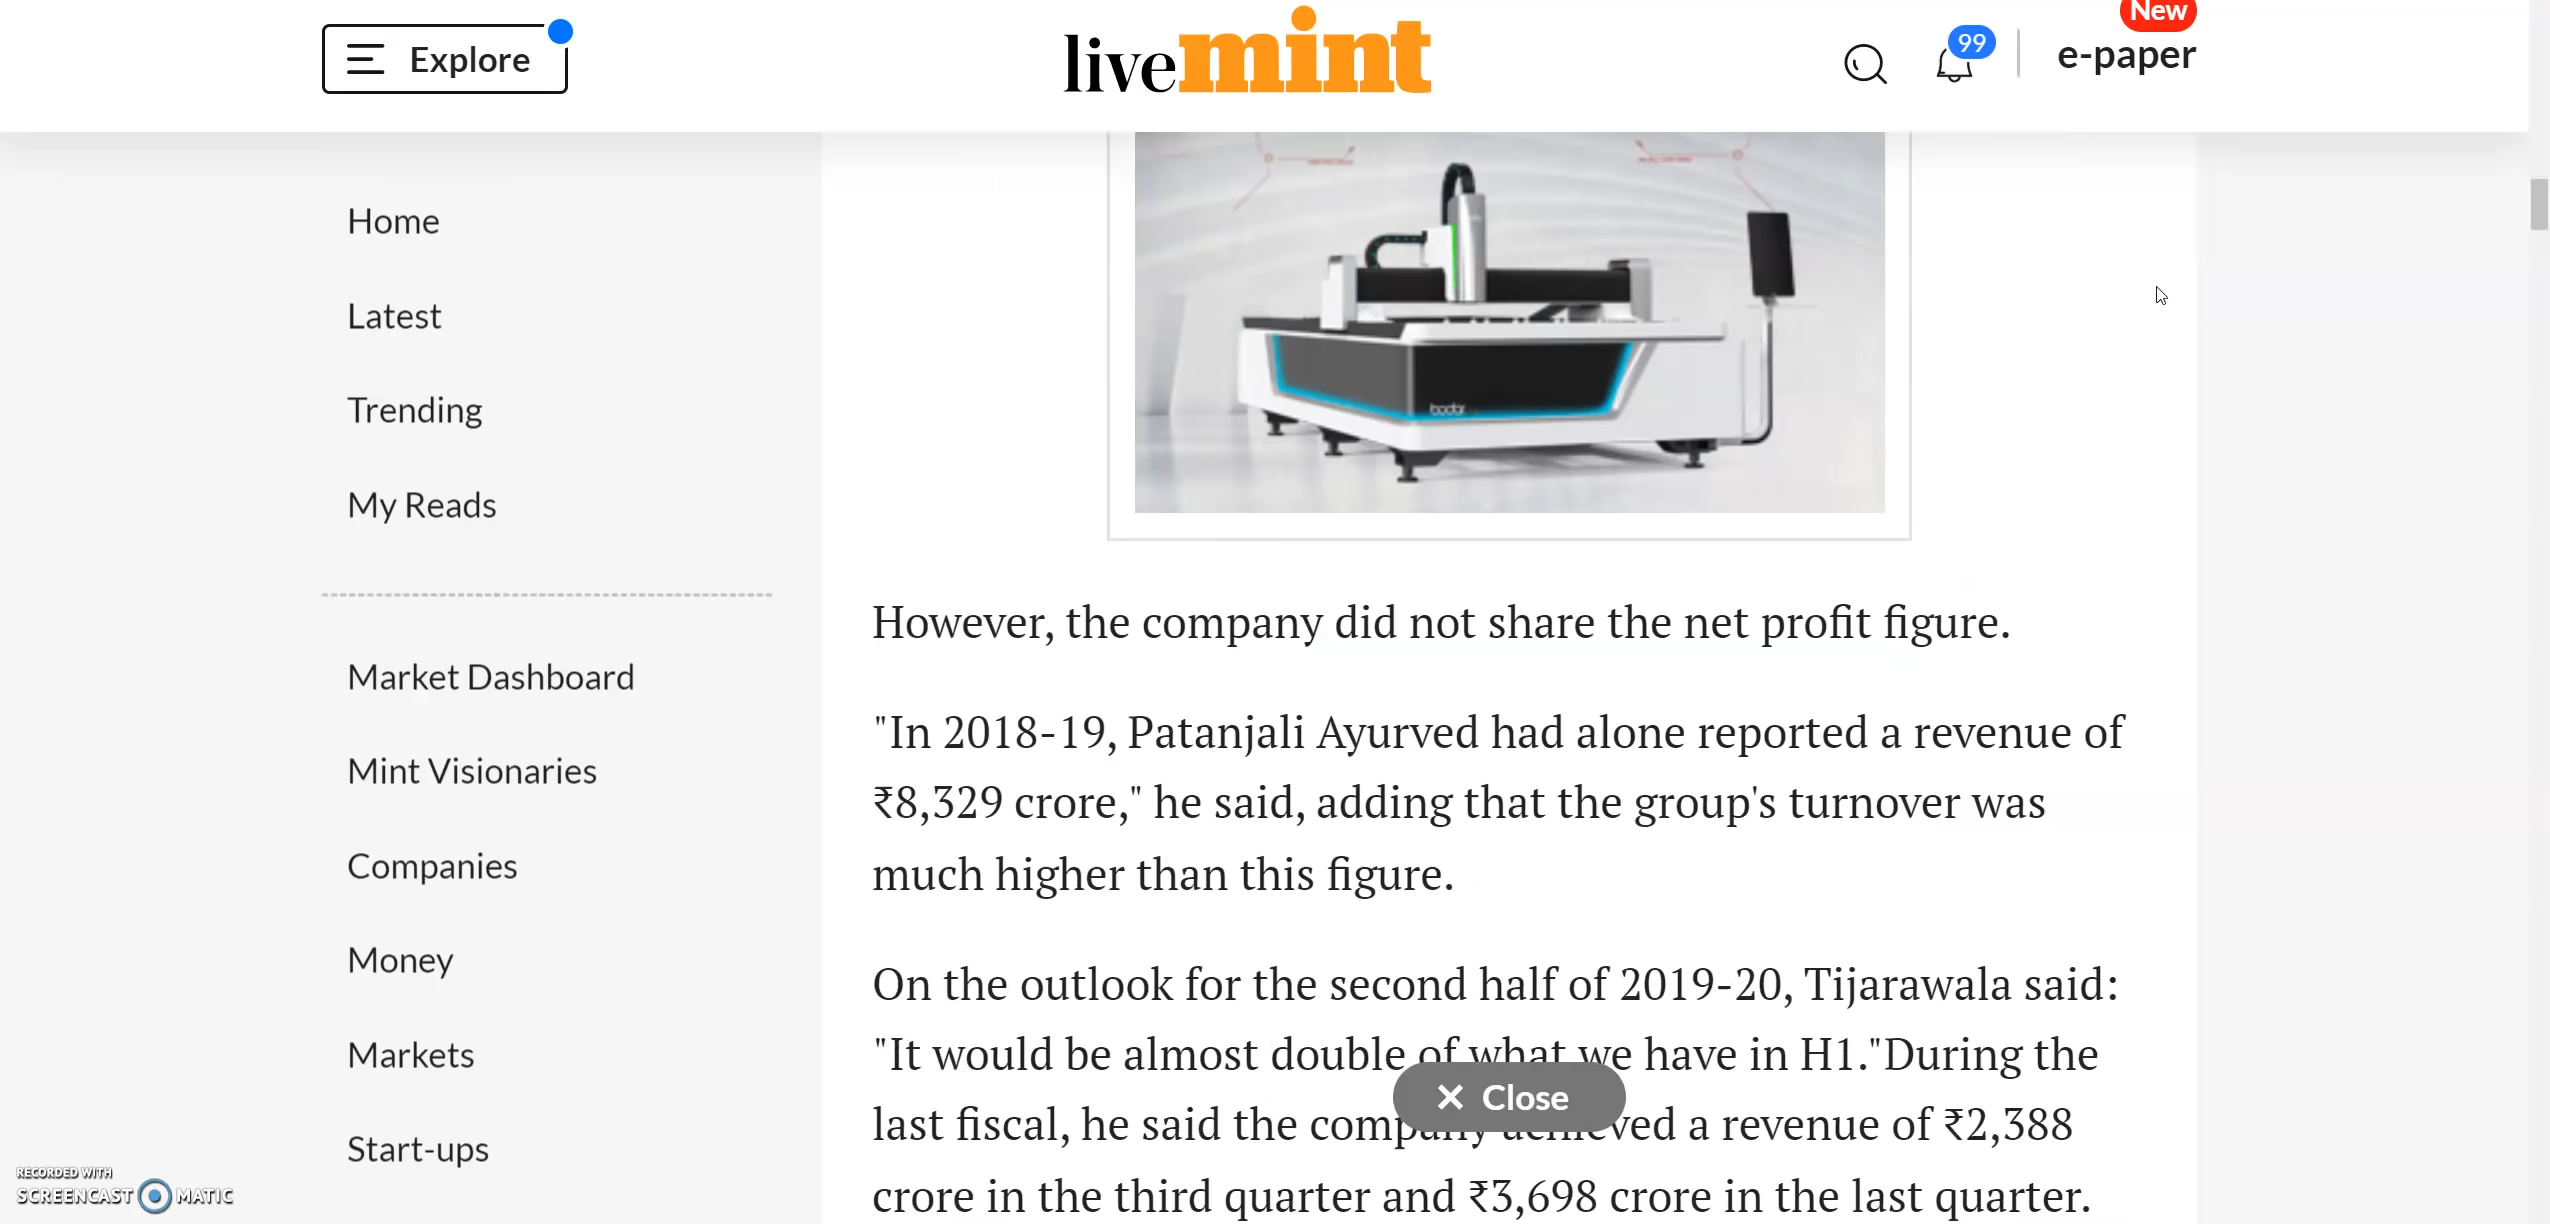 Explore
livemint
99
New
e-paper
Home
Latest
Trending
My Reads
Market Dashboard
Mint Visionaries
Companies
Money
Markets
Start-ups
bodor
However, the company did not share the net profit figure.
"In 2018-19, Patanjali Ayurved had alone reported a revenue of
₹8,329 crore," he said, adding that the group's turnover was
much higher than this figure.
On the outlook for the second half of 2019-20, Tijarawala said:
"It would be almost double of what we have in H1."During the
last fiscal, he said the company achieved a revenue of ₹2,388
crore in the third quarter and ₹3,698 crore in the last quarter.
Close
RECORDED WITH
SCREENCAST MATIC